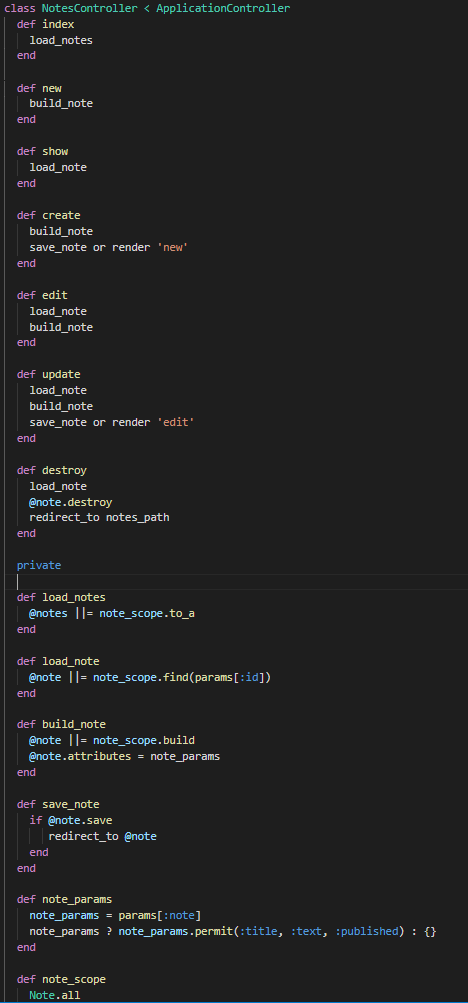 class NotesController < ApplicationController
def index
load_notes
end
def new
build_note
end
def show
load_note
end
def create
build_note
save_note or render 'new'
end
def edit
load_note
build_note
end
def update
load_note
build_note
save_note or render 'edit'
end
def destroy
load_note
@note.destroy
redirect_to notes_path
end
private
def load_notes
@notes ||= note_scope.to_a
end
def load_note
@note ||= note_scope.find(params[:id])
end
def build_note
@note ||= note_scope.build
@note.attributes = note_params
end
def save_note
if @note.save
redirect_to @note
end
end
def note_params
note_params = params[:note]
note_params ? note_params.permit(:title, :text, :published) : {}
end
def note_scope
Note.all